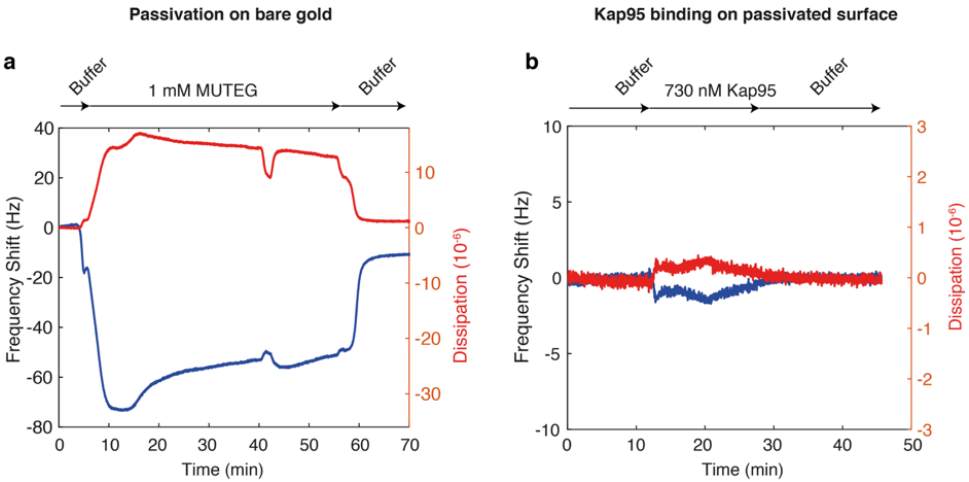 Passivation on bare gold
Kap95 binding on passivated surface
a
Buffer
1 mM MUTEG
Buffer
40
20
0
-20
-40
-60
-80
Frequency Shift (Hz)
10
0
-10
-20
-30
Dissipation (10-6)
0
10
20
30
40
50
60
70
Time (min)
b
Buffer
730 nM Kap95
Buffer
10
5
0
-5
-10
Frequency Shift (Hz)
3
2
1
0
-1
-2
-3
Dissipation (10-6)
0
10
20
30
40
50
Time (min)